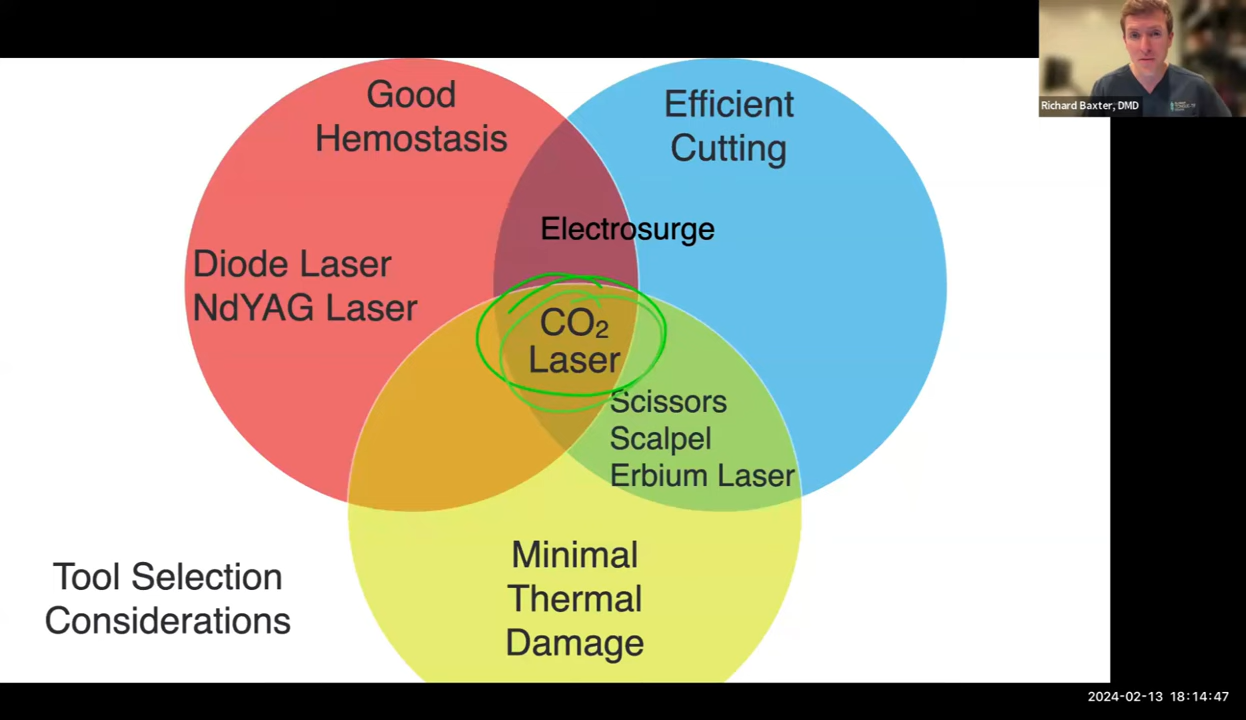 Good
Hemostasis
Efficient
Cutting
Richard Baxter, DMD
Electrosurge
Diode Laser
NdYAG Laser
CO₂
Laser
Scissors
Scalpel
Erbium Laser
Minimal
Thermal
Damage
Tool Selection
Considerations
2024-02-13 18:14:47